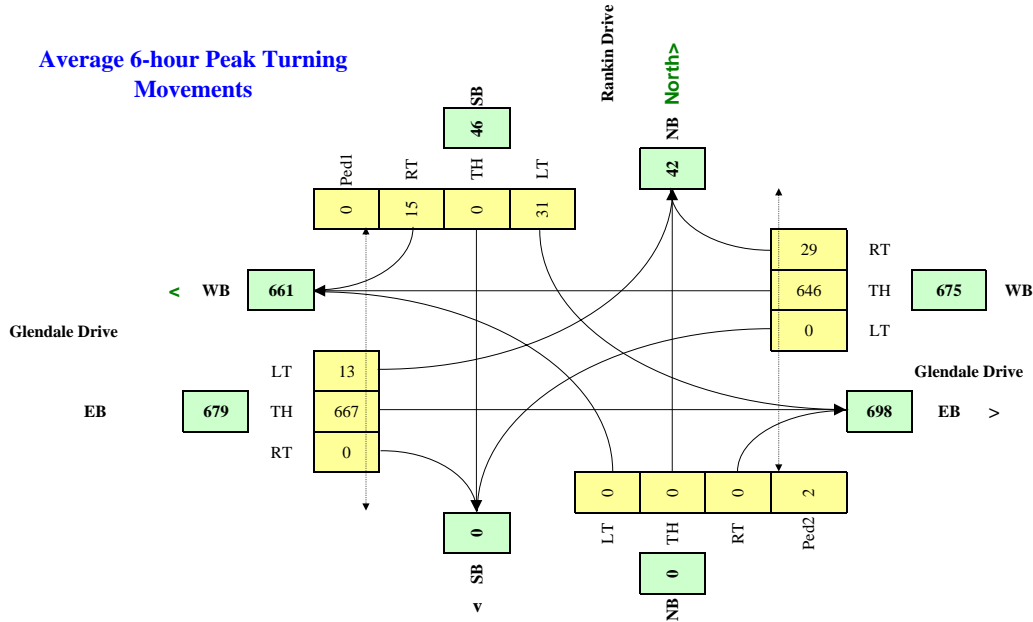 Average 6-hour Peak Turning
Movements
Rankin Drive
North>
SB
46
NB
42
Ped1
RT
TH
LT
0
15
0
31
29
RT
< WB
661
646
TH
675
WB
Glendale Drive
0
LT
LT
13
Glendale Drive
EB
679
TH
667
698
EB >
RT
0
0
0
0
2
LT
TH
RT
Ped2
0
SB
v
0
NB